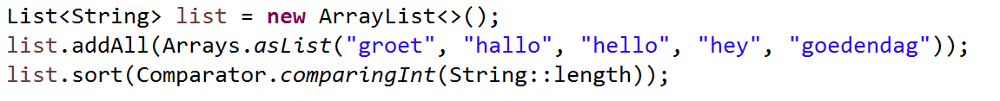 List<String> list = new ArrayList<>();
list.addAll(Arrays.asList("groet", "hallo", "hello", "hey", "goedendag"));
list.sort(Comparator.comparingInt(String::length));